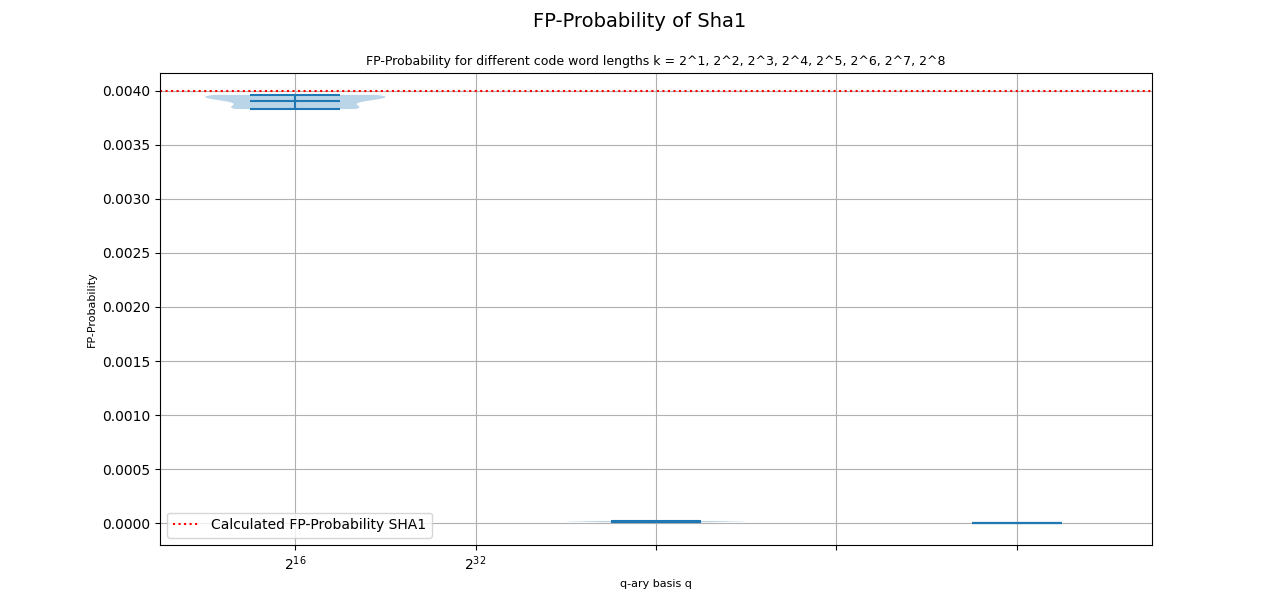 FP-Probability of Sha1
FP-Probability for different code word lengths k = 2^1, 2^2, 2^3, 2^4, 2^5, 2^6, 2^7, 2^8
0.0040
0.0035
0.0030
0.0025
0.0020
0.0015
0.0010
0.0005
0.0000
FP-Probability
Calculated FP-Probability SHA1
2^16 2^32
q-ary basis q